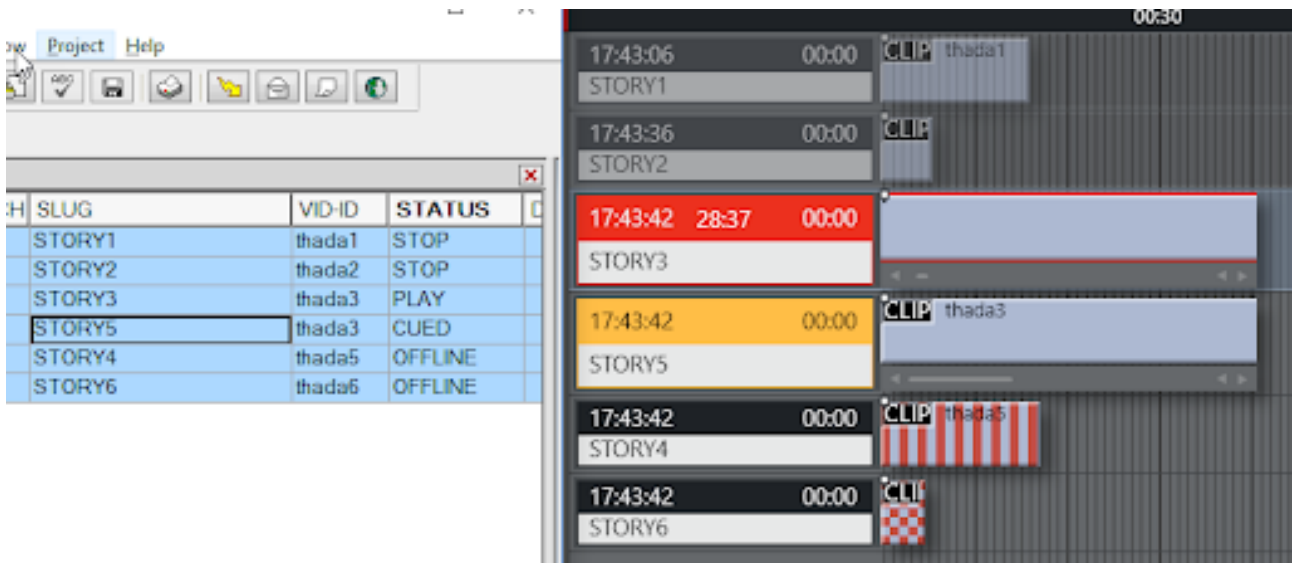 Project Help
ABC
SLUG VID-ID STATUS
STORY1 thada1 STOP
STORY2 thada2 STOP
STORY3 thada3 PLAY
STORY5 thada3 CUED
STORY4 thada5 OFFLINE
STORY6 thada6 OFFLINE
00:30
17:43:06 00:00 CLIP thada1
STORY1
17:43:36 00:00 CLIP
STORY2
17:43:42 28:37 00:00
STORY3
17:43:42 00:00 CLIP thada3
STORY5
17:43:42 00:00 CLIP thada5
STORY4
17:43:42 00:00 CLI
STORY6